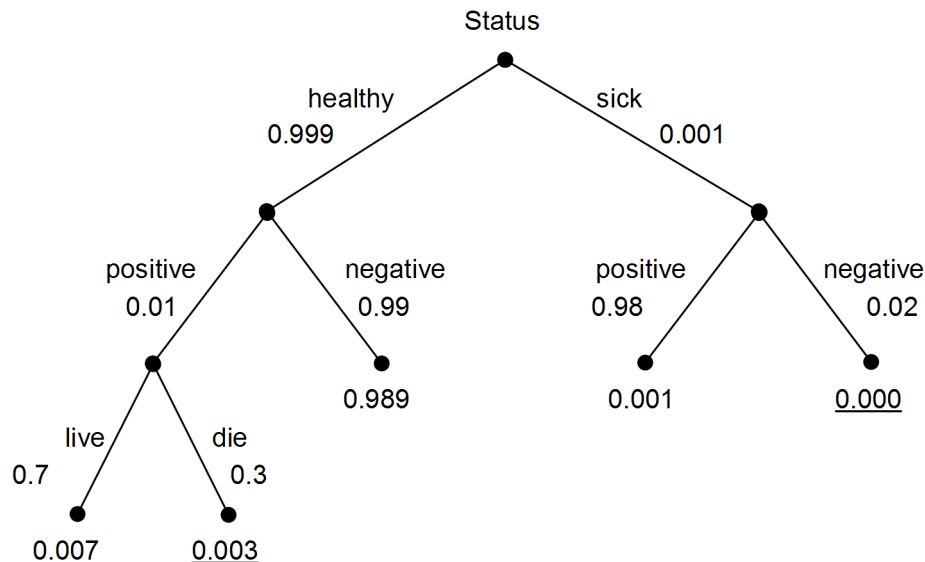 Status
healthy sick
0.999 0.001
positive negative positive negative
0.01 0.99 0.98 0.02
0.989 0.001 0.000
live die
0.7 0.3
0.007 0.003